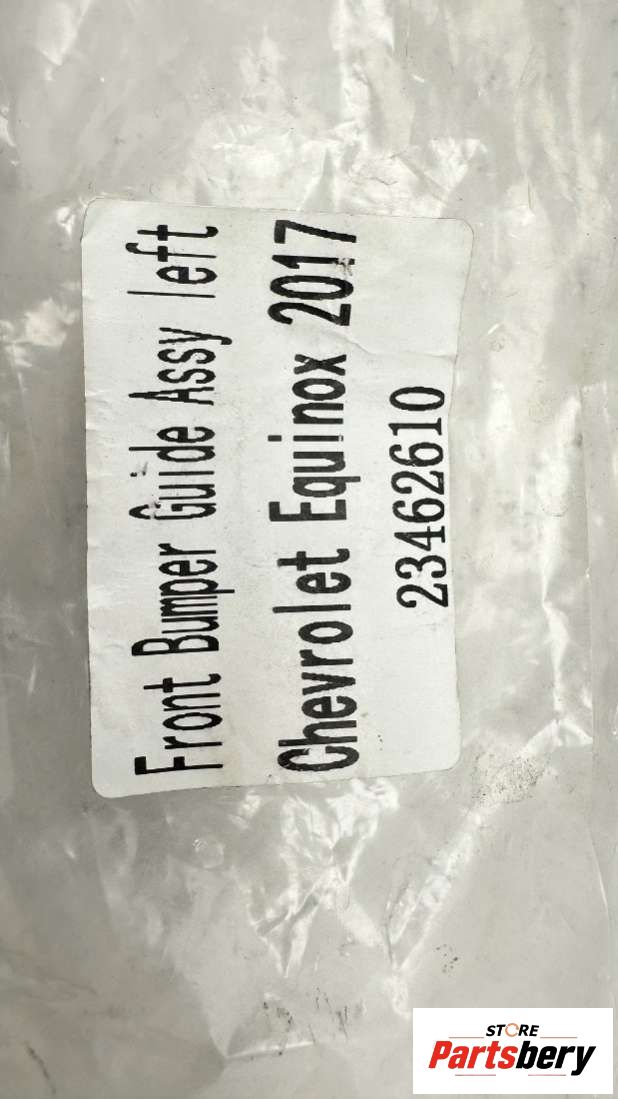 Front Bumper Guide Assy left
Chevrolet Equinox 2017
23462610
STORE
Partsbery